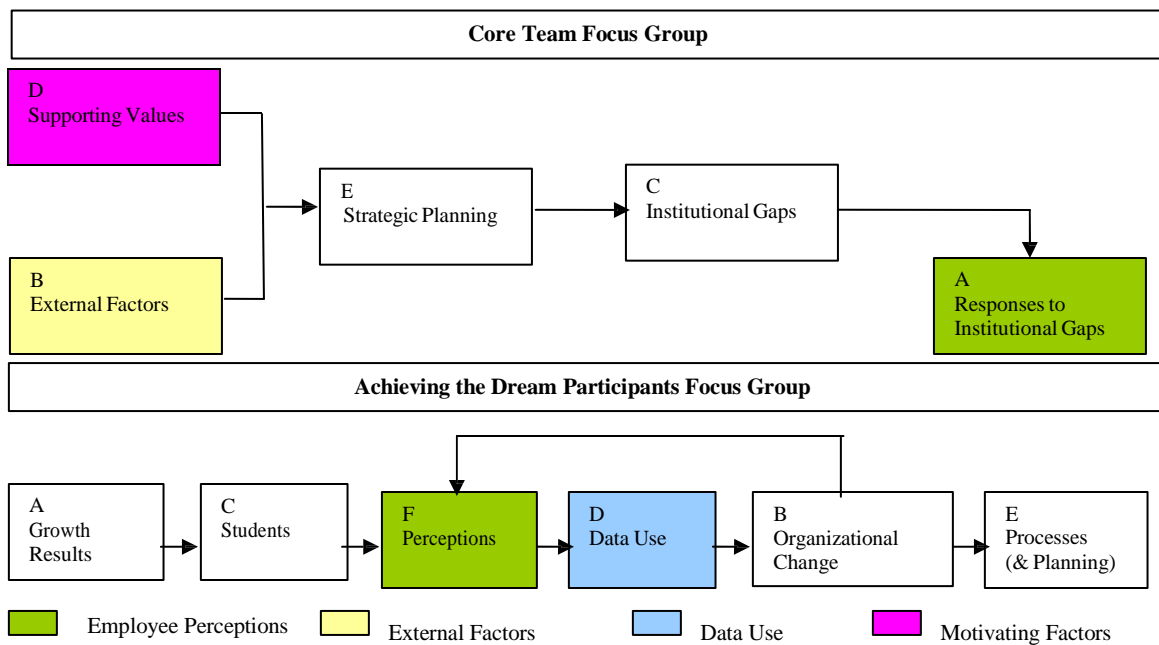 Core Team Focus Group
D
Supporting Values
E
Strategic Planning
C
Institutional Gaps
B
External Factors
A
Responses to
Institutional Gaps
Achieving the Dream Participants Focus Group
A
Growth
Results
C
Students
F
Perceptions
D
Data Use
B
Organizational
Change
E
Processes
(& Planning)
Employee Perceptions
External Factors
Data Use
Motivating Factors